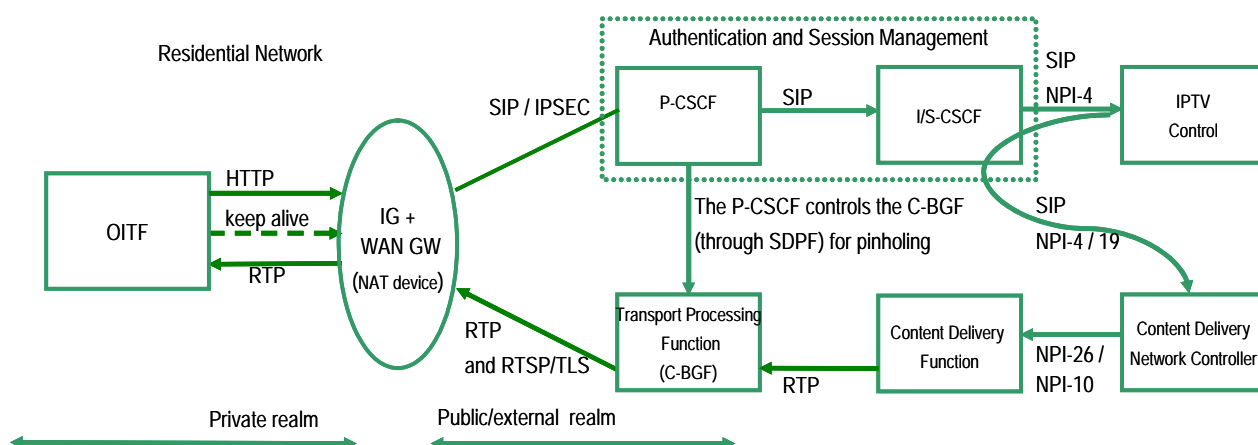 Residential Network
Authentication and Session Management
SIP / IPSEC
P-CSCF
SIP
I/S-CSCF
SIP
NPI-4
IPTV
Control
OITF
HTTP
keep alive
RTP
IG +
WAN GW
(NAT device)
The P-CSCF controls the C-BGF
(through SDPF) for pinholing
SIP
NPI-4 / 19
RTP
and RTSP/TLS
Transport Processing
Function
(C-BGF)
RTP
Content Delivery
Function
NPI-26 /
NPI-10
Content Delivery
Network Controller
Private realm
Public/external realm